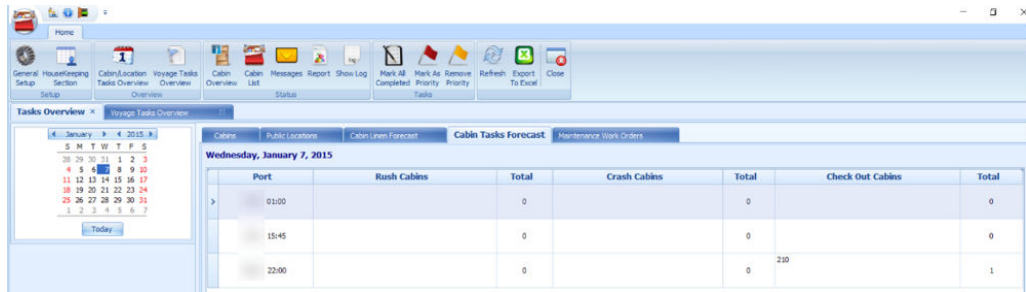 Home
General Setup
HouseKeeping Section
Cabin/Location Tasks Overview
Voyage Tasks Overview
Cabin Overview
Cabin List
Messages
Report
Show Log
Mark All Completed
Mark As Priority
Remove Priority
Refresh
Export To Excel
Close
Setup
Overview
Status
Tasks
Tasks Overview ×
Voyage Tasks Overview
January 2015
S M T W T F S
28 29 30 31 1 2 3
4 5 6 7 8 9 10
11 12 13 14 15 16 17
18 19 20 21 22 23 24
25 26 27 28 29 30 31
1 2 3 4 5 6 7
Today
Cabins
Public Locations
Cabin Linen Forecast
Cabin Tasks Forecast
Maintenance Work Orders
Wednesday, January 7, 2015
Port Rush Cabins Total Crash Cabins Total Check Out Cabins Total
01:00 0 0 0
15:45 0 0 0
22:00 0 0 210 1